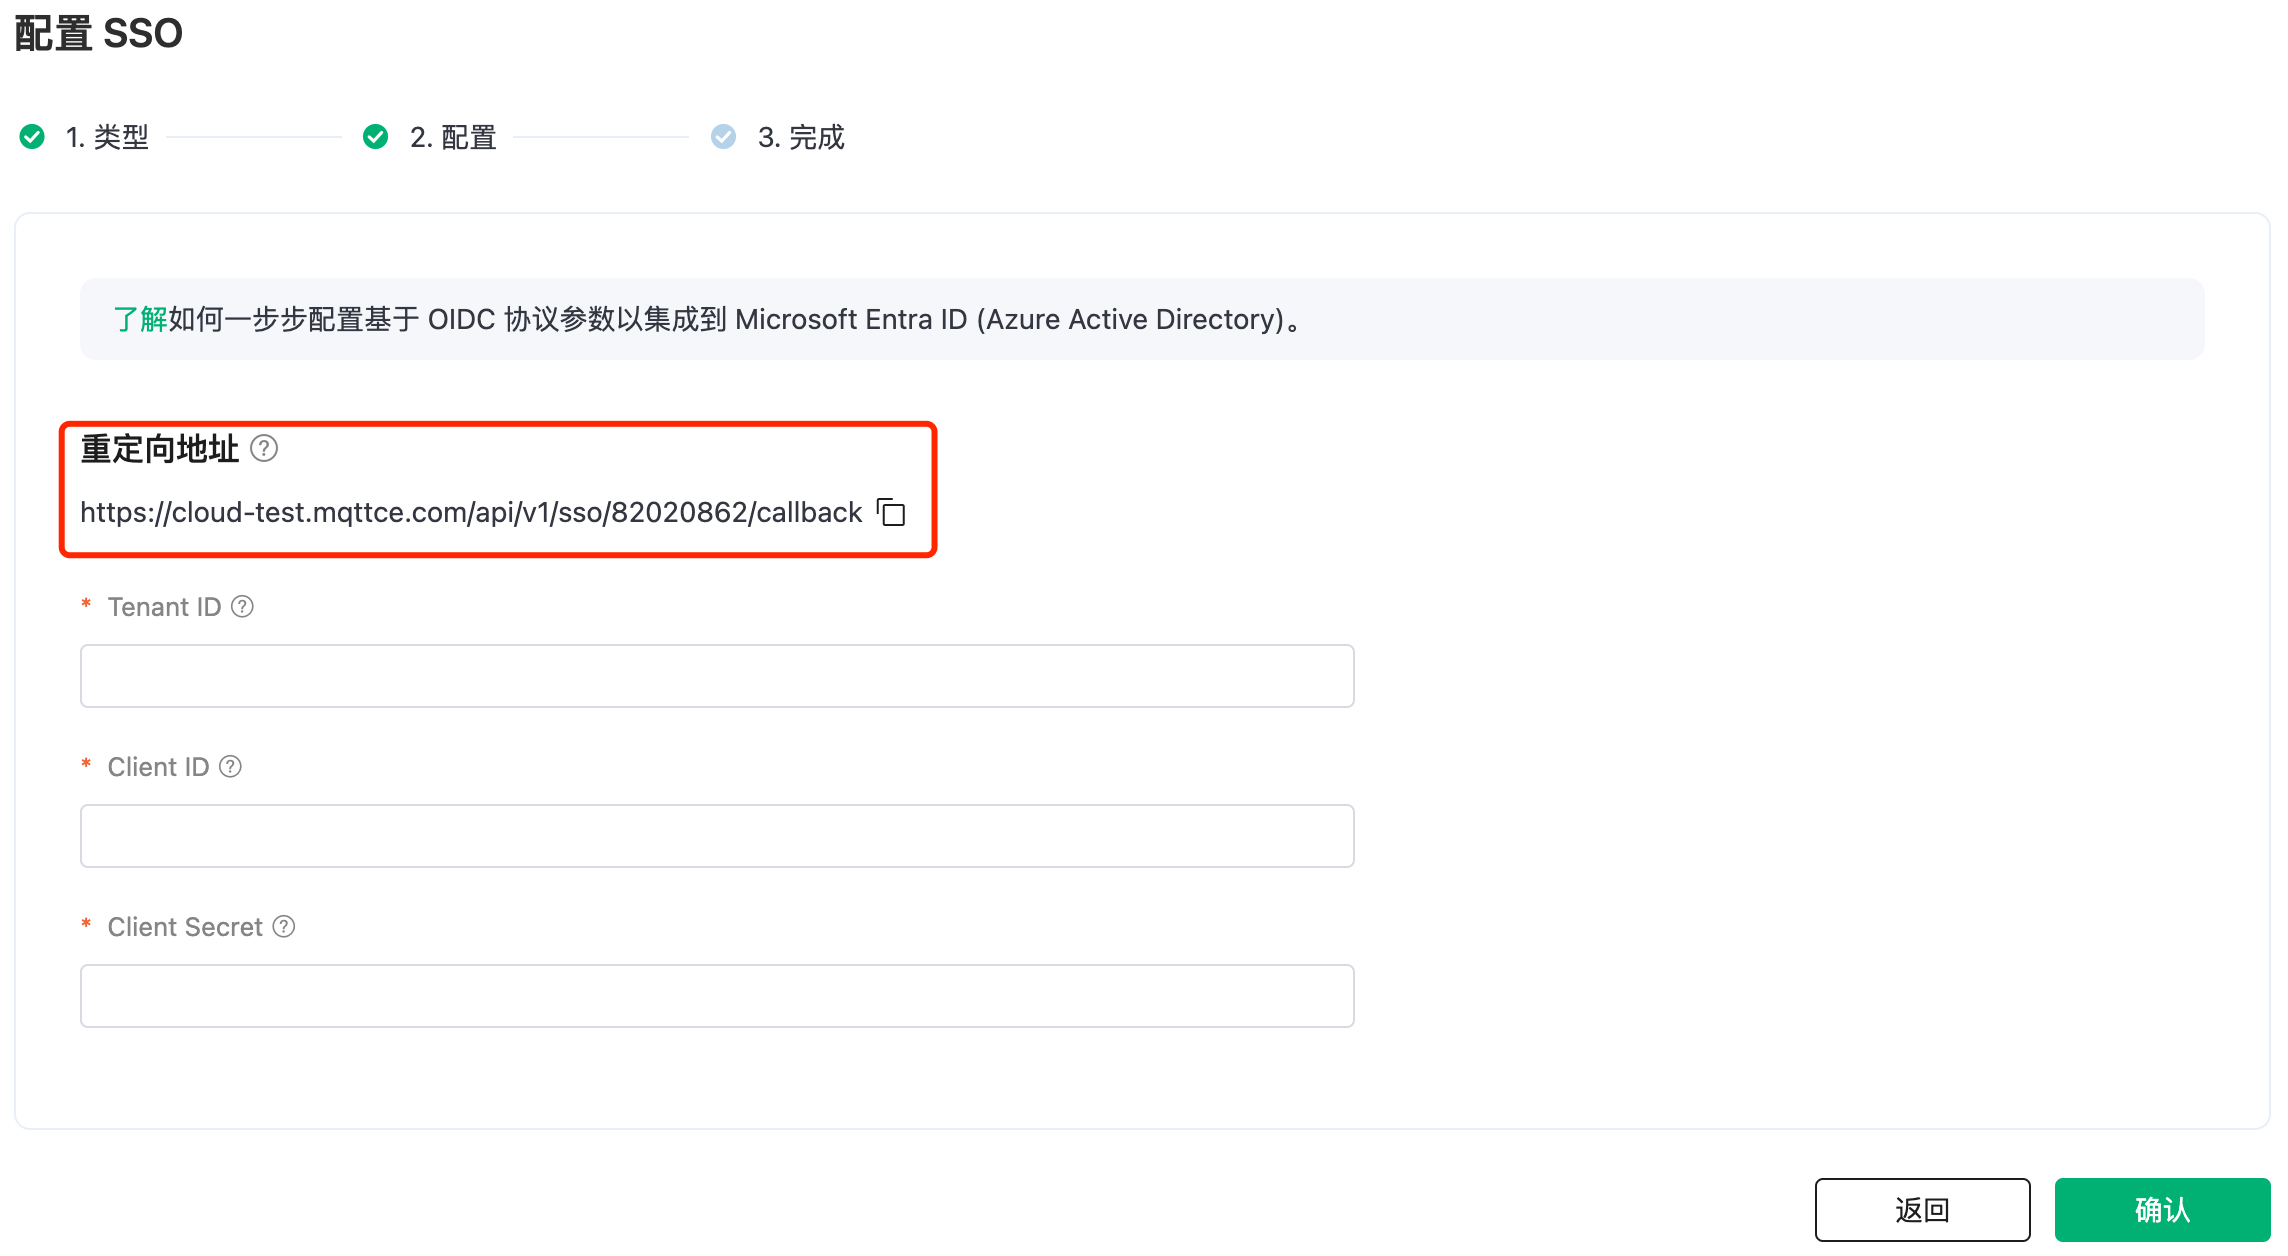 配置 SSO
1. 类型
2. 配置
3. 完成
了解如何一步步配置基于 OIDC 协议参数以集成到 Microsoft Entra ID (Azure Active Directory)。
重定向地址 ?
https://cloud-test.mqttce.com/api/v1/sso/82020862/callback
* Tenant ID ?
* Client ID ?
* Client Secret ?
返回
确认